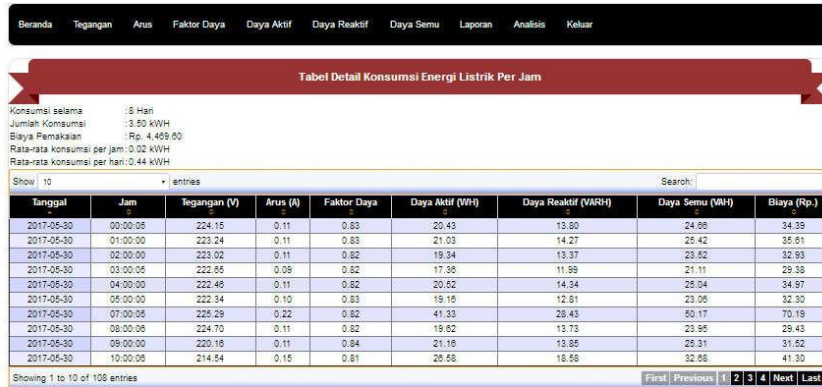 Beranda Tegangan Arus Faktor Daya Daya Aktif Daya Reaktif Daya Semu Laporan Analisis Keluar
Tabel Detail Konsumsi Energi Listrik Per Jam
Konsumsi selama :8 Hari
Jumlah Komsumsi :3.50 kWH
Biaya Pemakaian :Rp. 4,469.60
Rata-rata konsumsi per jam :0.02 kWH
Rata-rata konsumsi per hari :0.44 kWH
Show 10 entries Search:
Tanggal Jam Tegangan (V) Arus (A) Faktor Daya Daya Aktif (WH) Daya Reaktif (VARH) Daya Semu (VAH) Biaya (Rp.)
2017-05-30 00:00:05 224.15 0.11 0.83 20.43 13.80 24.66 34.39
2017-05-30 01:00:00 223.24 0.11 0.83 21.03 14.27 25.42 35.61
2017-05-30 02:00:00 223.02 0.11 0.82 19.34 13.37 23.52 32.93
2017-05-30 03:00:05 222.65 0.09 0.82 17.36 11.99 21.11 29.38
2017-05-30 04:00:00 222.46 0.11 0.82 20.52 14.34 25.04 34.97
2017-05-30 05:00:00 222.34 0.10 0.83 19.16 12.81 23.06 32.30
2017-05-30 07:00:05 225.29 0.22 0.82 41.33 28.43 50.17 70.19
2017-05-30 08:00:06 224.70 0.11 0.82 19.62 13.73 23.95 29.43
2017-05-30 09:00:00 220.16 0.11 0.84 21.16 13.85 25.31 31.52
2017-05-30 10:00:06 214.54 0.15 0.81 26.58 18.58 32.68 41.30
Showing 1 to 10 of 108 entries First Previous 1 2 3 4 Next Last